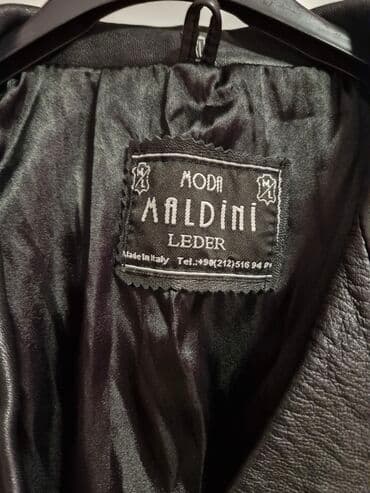 MODA
MALDINI
LEDER
Made In Italy Tel.:+90(212)516 94